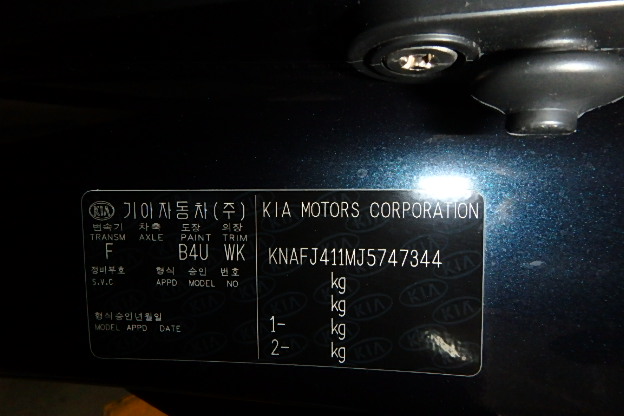 KIA 기아자동차(주)
변속기 차축 도장 외장
TRANSM AXLE PAINT TRIM
F B4U WK
정비부호 형식 승인 번호
S.V.C APPD MODEL NO
형식승인년월일
MODEL APPD DATE
KIA MOTORS CORPORATION
KNAFJ411MJ5747344
kg
kg
1- kg
2- kg